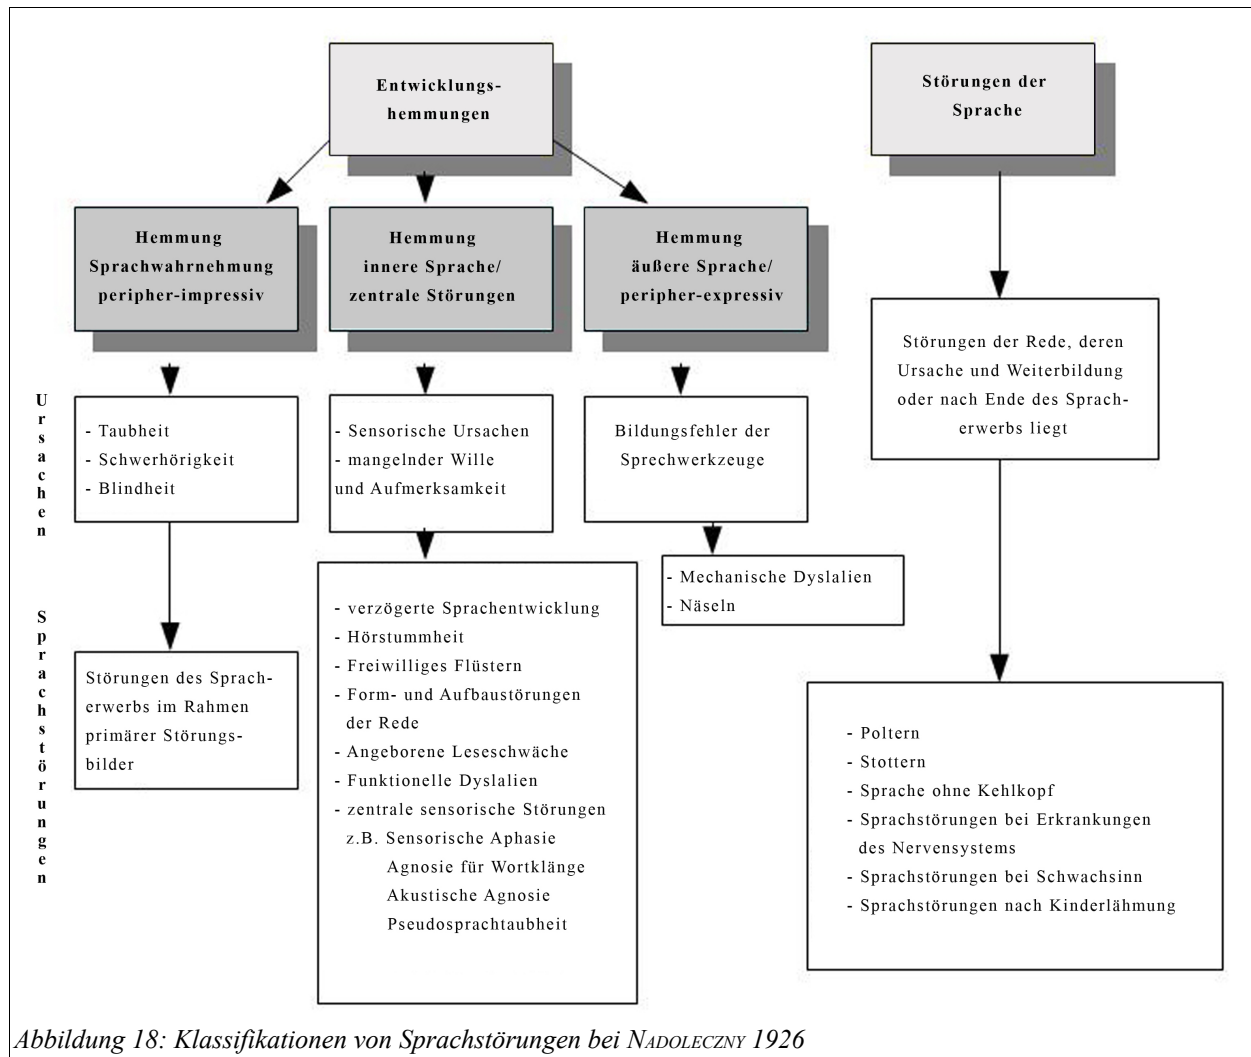 Entwicklungs-
hemmungen
Störungen der
Sprache
Hemmung
Sprachwahrnehmung
peripher-impressiv
Hemmung
innere Sprache/
zentrale Störungen
Hemmung
äußere Sprache/
peripher-expressiv
Störungen der Rede, deren
Ursache und Weiterbildung
oder nach Ende des Sprach-
erwerbs liegt
Ursachen
- Taubheit
- Schwerhörigkeit
- Blindheit
- Sensorische Ursachen
- mangelnder Wille
und Aufmerksamkeit
Bildungsfehler der
Sprechwerkzeuge
Sprachstörungen
Störungen des Sprach-
erwerbs im Rahmen
primärer Störungs-
bilder
- verzögerte Sprachentwicklung
- Hörstummheit
- Freiwilliges Flüstern
- Form- und Aufbaustörungen
der Rede
- Angeborene Leseschwäche
- Funktionelle Dyslalien
- zentrale sensorische Störungen
z.B. Sensorische Aphasie
Agnosie für Wortklänge
Akustische Agnosie
Pseudosprachtaubheit
- Mechanische Dyslalien
- Näseln
- Poltern
- Stottern
- Sprache ohne Kehlkopf
- Sprachstörungen bei Erkrankungen
des Nervensystems
- Sprachstörungen bei Schwachsinn
- Sprachstörungen nach Kinderlähmung
Abbildung 18: Klassifikationen von Sprachstörungen bei NADOLECZNY 1926